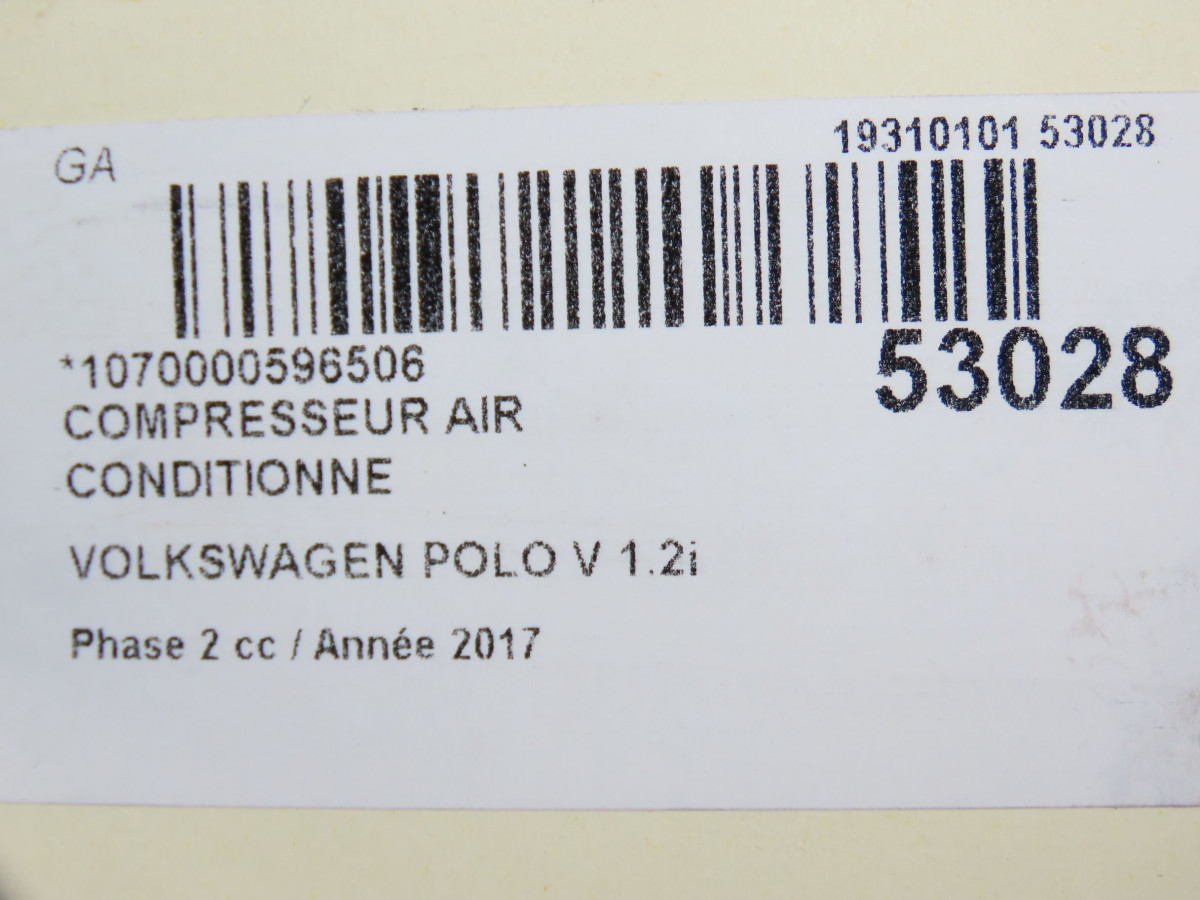 GA
19310101 53028
*1070000596506
53028
COMPRESSEUR AIR
CONDITIONNE
VOLKSWAGEN POLO V 1.2i
Phase 2 cc / Année 2017